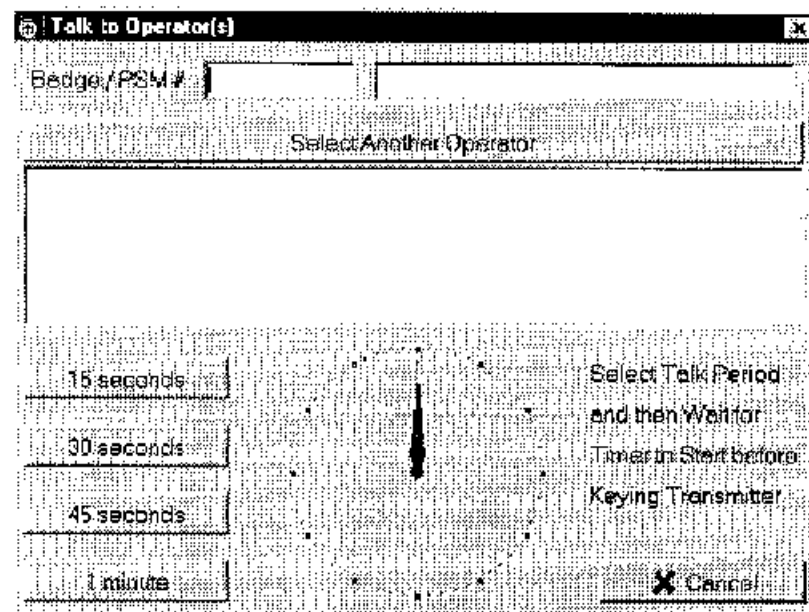 Talk to Operator(s)
Badge / PSM #
Select Another Operator
15 seconds
30 seconds
45 seconds
1 minute
Select Talk Period
and then Wait for
Timer to Start before
Keying Transmitter
Cancel